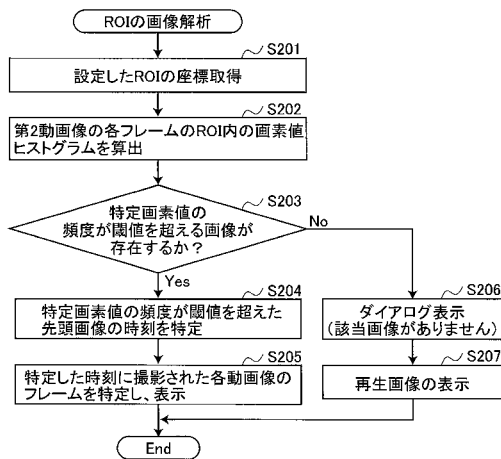 ROIの画像解析
S201
設定したROIの座標取得
S202
第2動画像の各フレームのROI内の画素値
ヒストグラムを算出
S203
特定画素値の
頻度が閾値を超える画像が
存在するか？
No
Yes
S204
特定画素値の頻度が閾値を超えた
先頭画像の時刻を特定
S206
ダイアログ表示
(該当画像がありません)
S205
特定した時刻に撮影された各動画像の
フレームを特定し、表示
S207
再生画像の表示
End